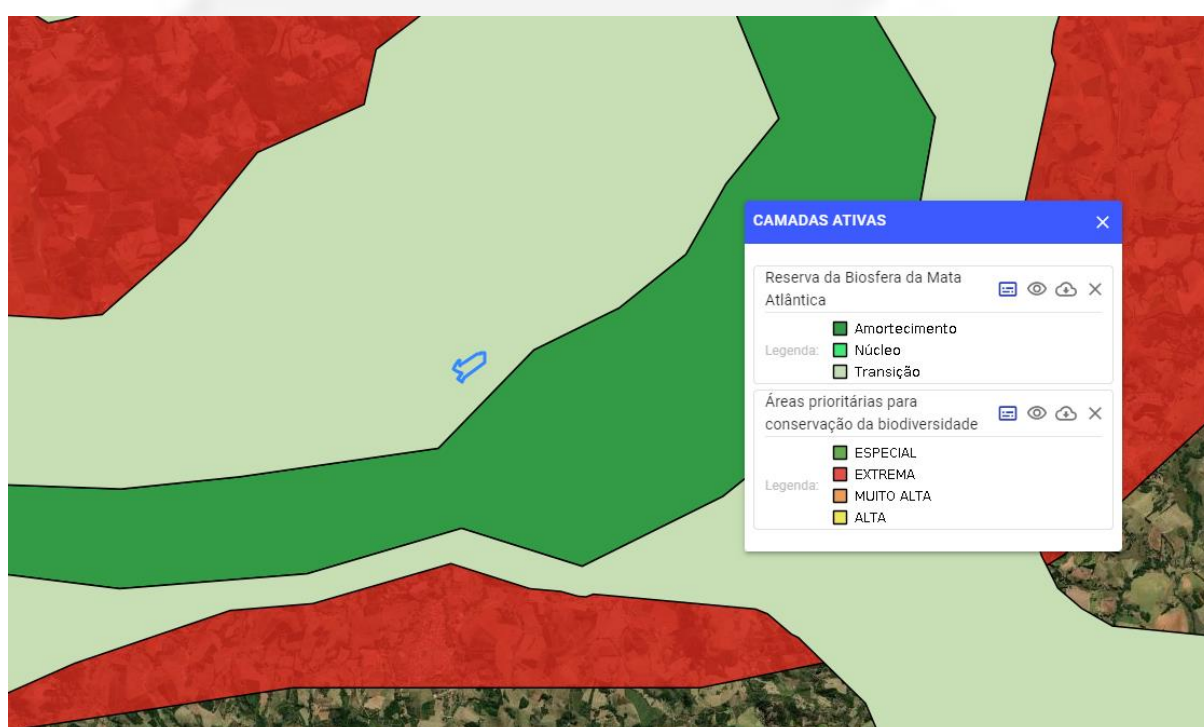 CAMADAS ATIVAS
Reserva da Biosfera da Mata
Atlântica
Legenda:
Amortecimento
Núcleo
Transição
Áreas prioritárias para
conservação da biodiversidade
Legenda:
ESPECIAL
EXTREMA
MUITO ALTA
ALTA